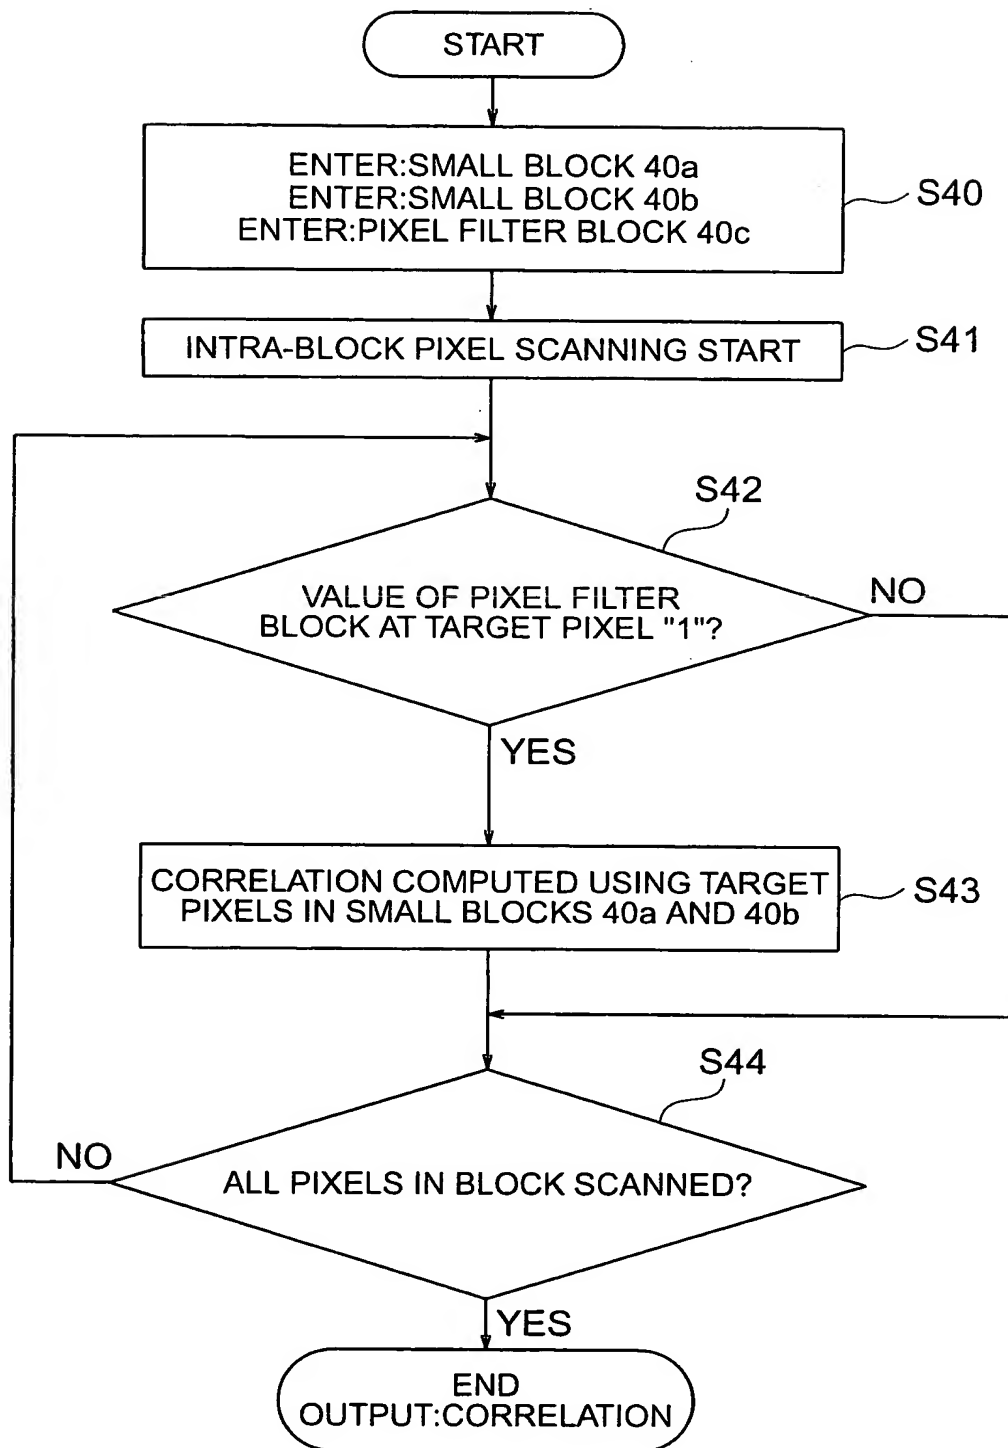 START
ENTER:SMALL BLOCK 40a
ENTER:SMALL BLOCK 40b
ENTER:PIXEL FILTER BLOCK 40c
S40
INTRA-BLOCK PIXEL SCANNING START
S41
S42
VALUE OF PIXEL FILTER
BLOCK AT TARGET PIXEL "1"?
NO
YES
CORRELATION COMPUTED USING TARGET
PIXELS IN SMALL BLOCKS 40a AND 40b
S43
S44
NO
ALL PIXELS IN BLOCK SCANNED?
YES
END
OUTPUT:CORRELATION